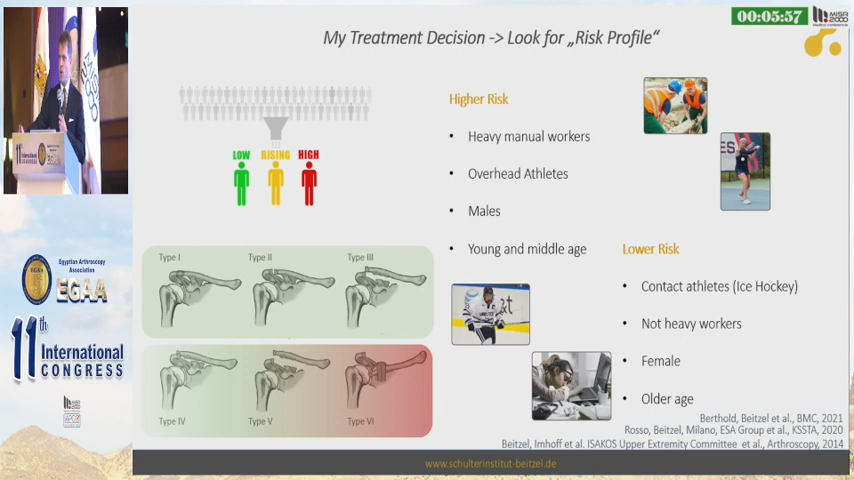 00:05:57
MISR
2000
My Treatment Decision -> Look for „Risk Profile“
LOW RISING HIGH
Higher Risk
• Heavy manual workers
• Overhead Athletes
• Males
• Young and middle age
Lower Risk
• Contact athletes (Ice Hockey)
• Not heavy workers
• Female
• Older age
Type I Type II Type III
Type IV Type V Type VI
Berthold, Beitzel et al., BMC, 2021
Rosso, Beitzel, Milano, ESA Group et al., KSSTA, 2020
Beitzel, Imhoff et al. ISAKOS Upper Extremity Committee et al., Arthroscopy, 2014
www.schulterinstitut-beitzel.de
11 International
Egyptian Arthroscopy
Association
EGAA
11th
International
CONGRESS